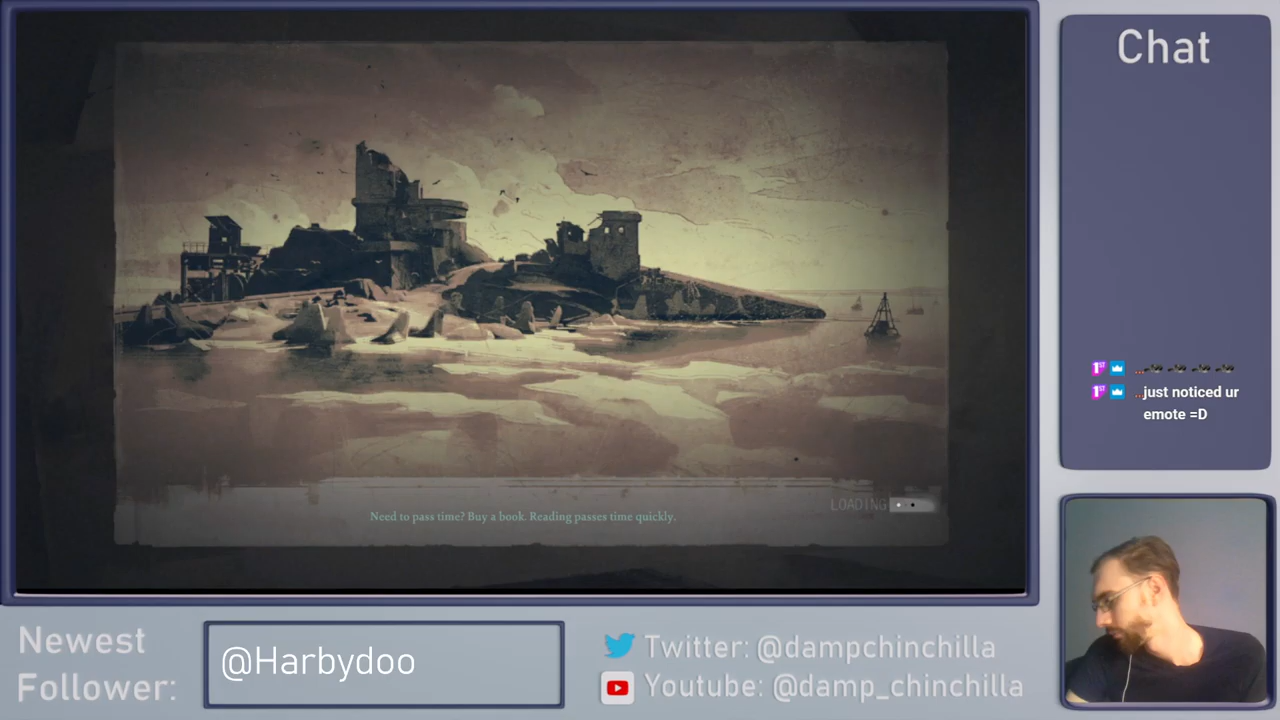 Chat
..
..just noticed ur
emote =D
LOADING
Need to pass time? Buy a book. Reading passes time quickly.
Newest
Follower:
@Harbydoo
Twitter: @dampchinchilla
Youtube: @damp_chinchilla